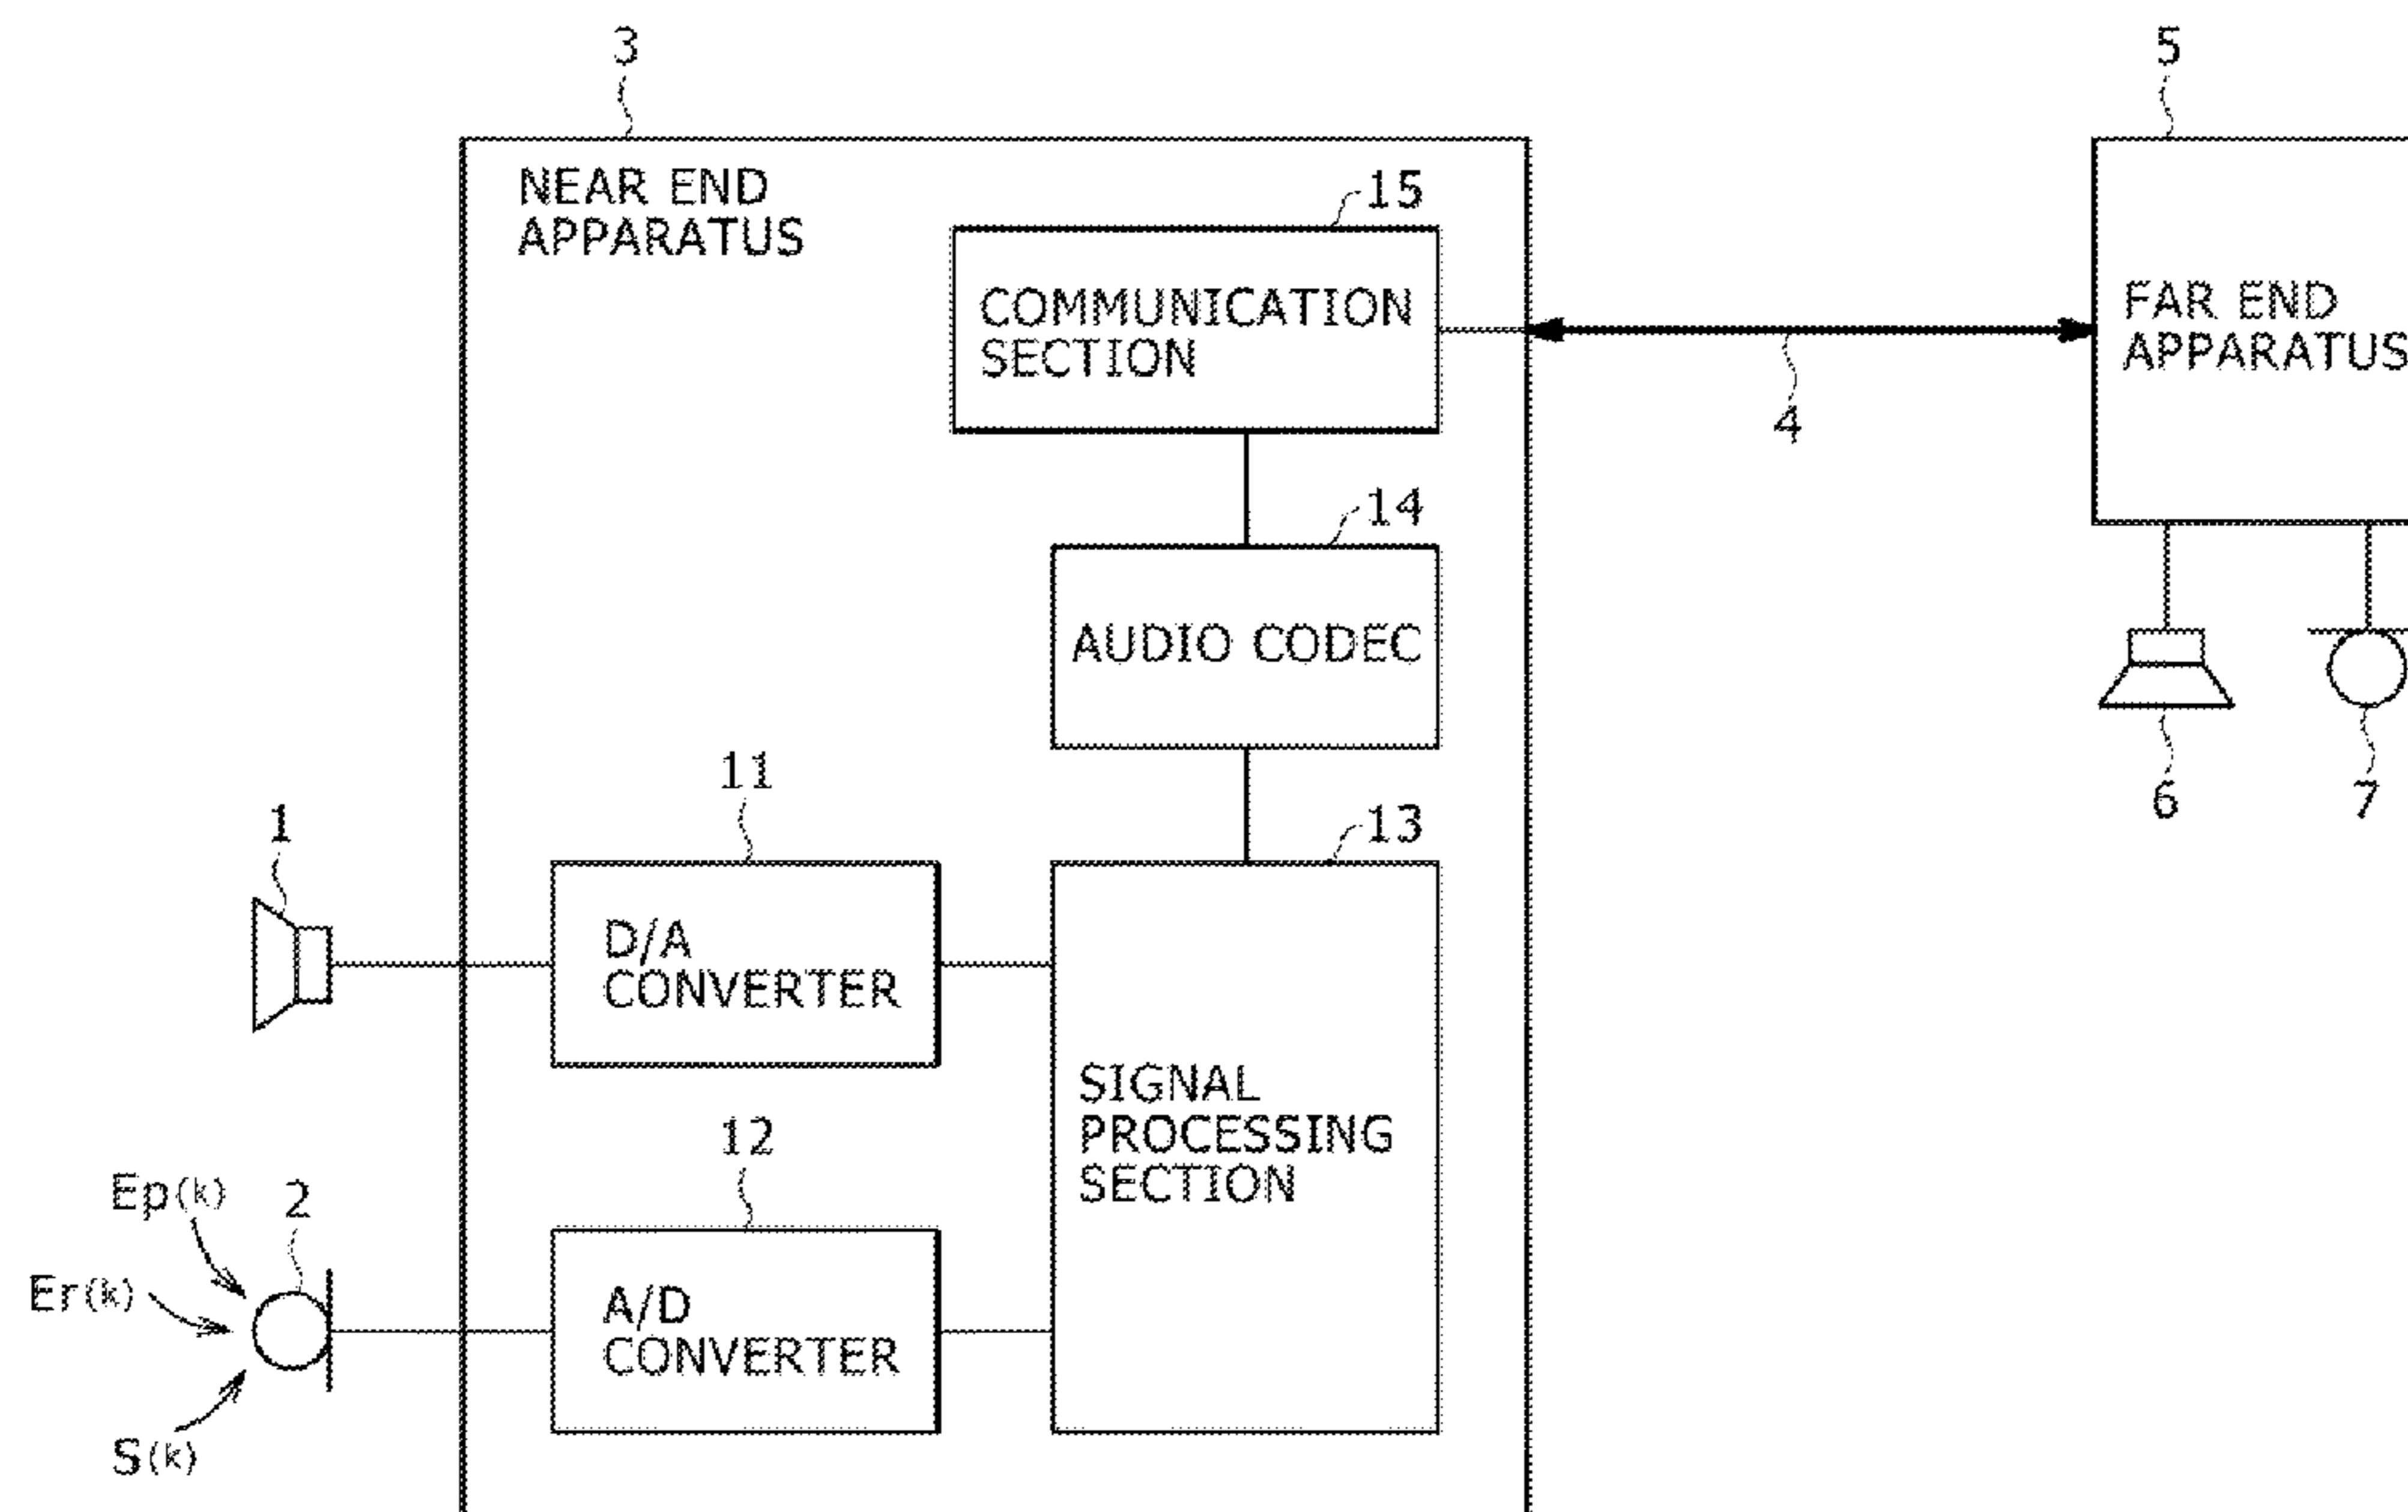 3
5
NEAR END
APPARATUS
15
COMMUNICATION
SECTION
FAR END
APPARATUS
4
14
AUDIO CODEC
11
1
13
6
7
D/A
CONVERTER
SIGNAL
PROCESSING
SECTION
12
Ep(k)
2
Er(k)
A/D
CONVERTER
S(k)